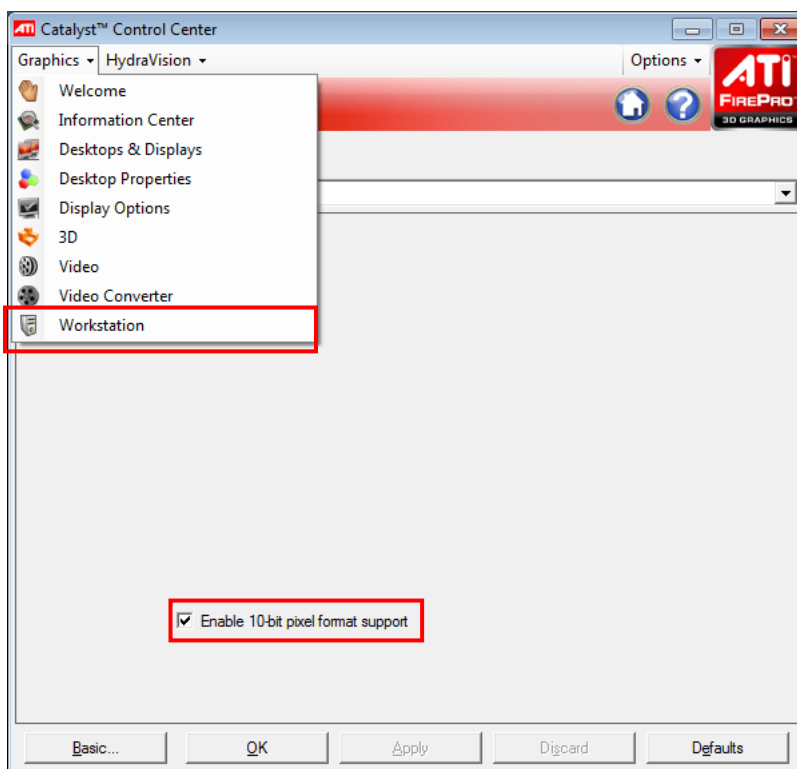 ATI Catalyst™ Control Center
Graphics HydraVision Options
Welcome
Information Center
Desktops & Displays
Desktop Properties
Display Options
3D
Video
Video Converter
Workstation
ATI
FIREPRO
3D GRAPHICS
Enable 10-bit pixel format support
Basic... OK Apply Discard Defaults